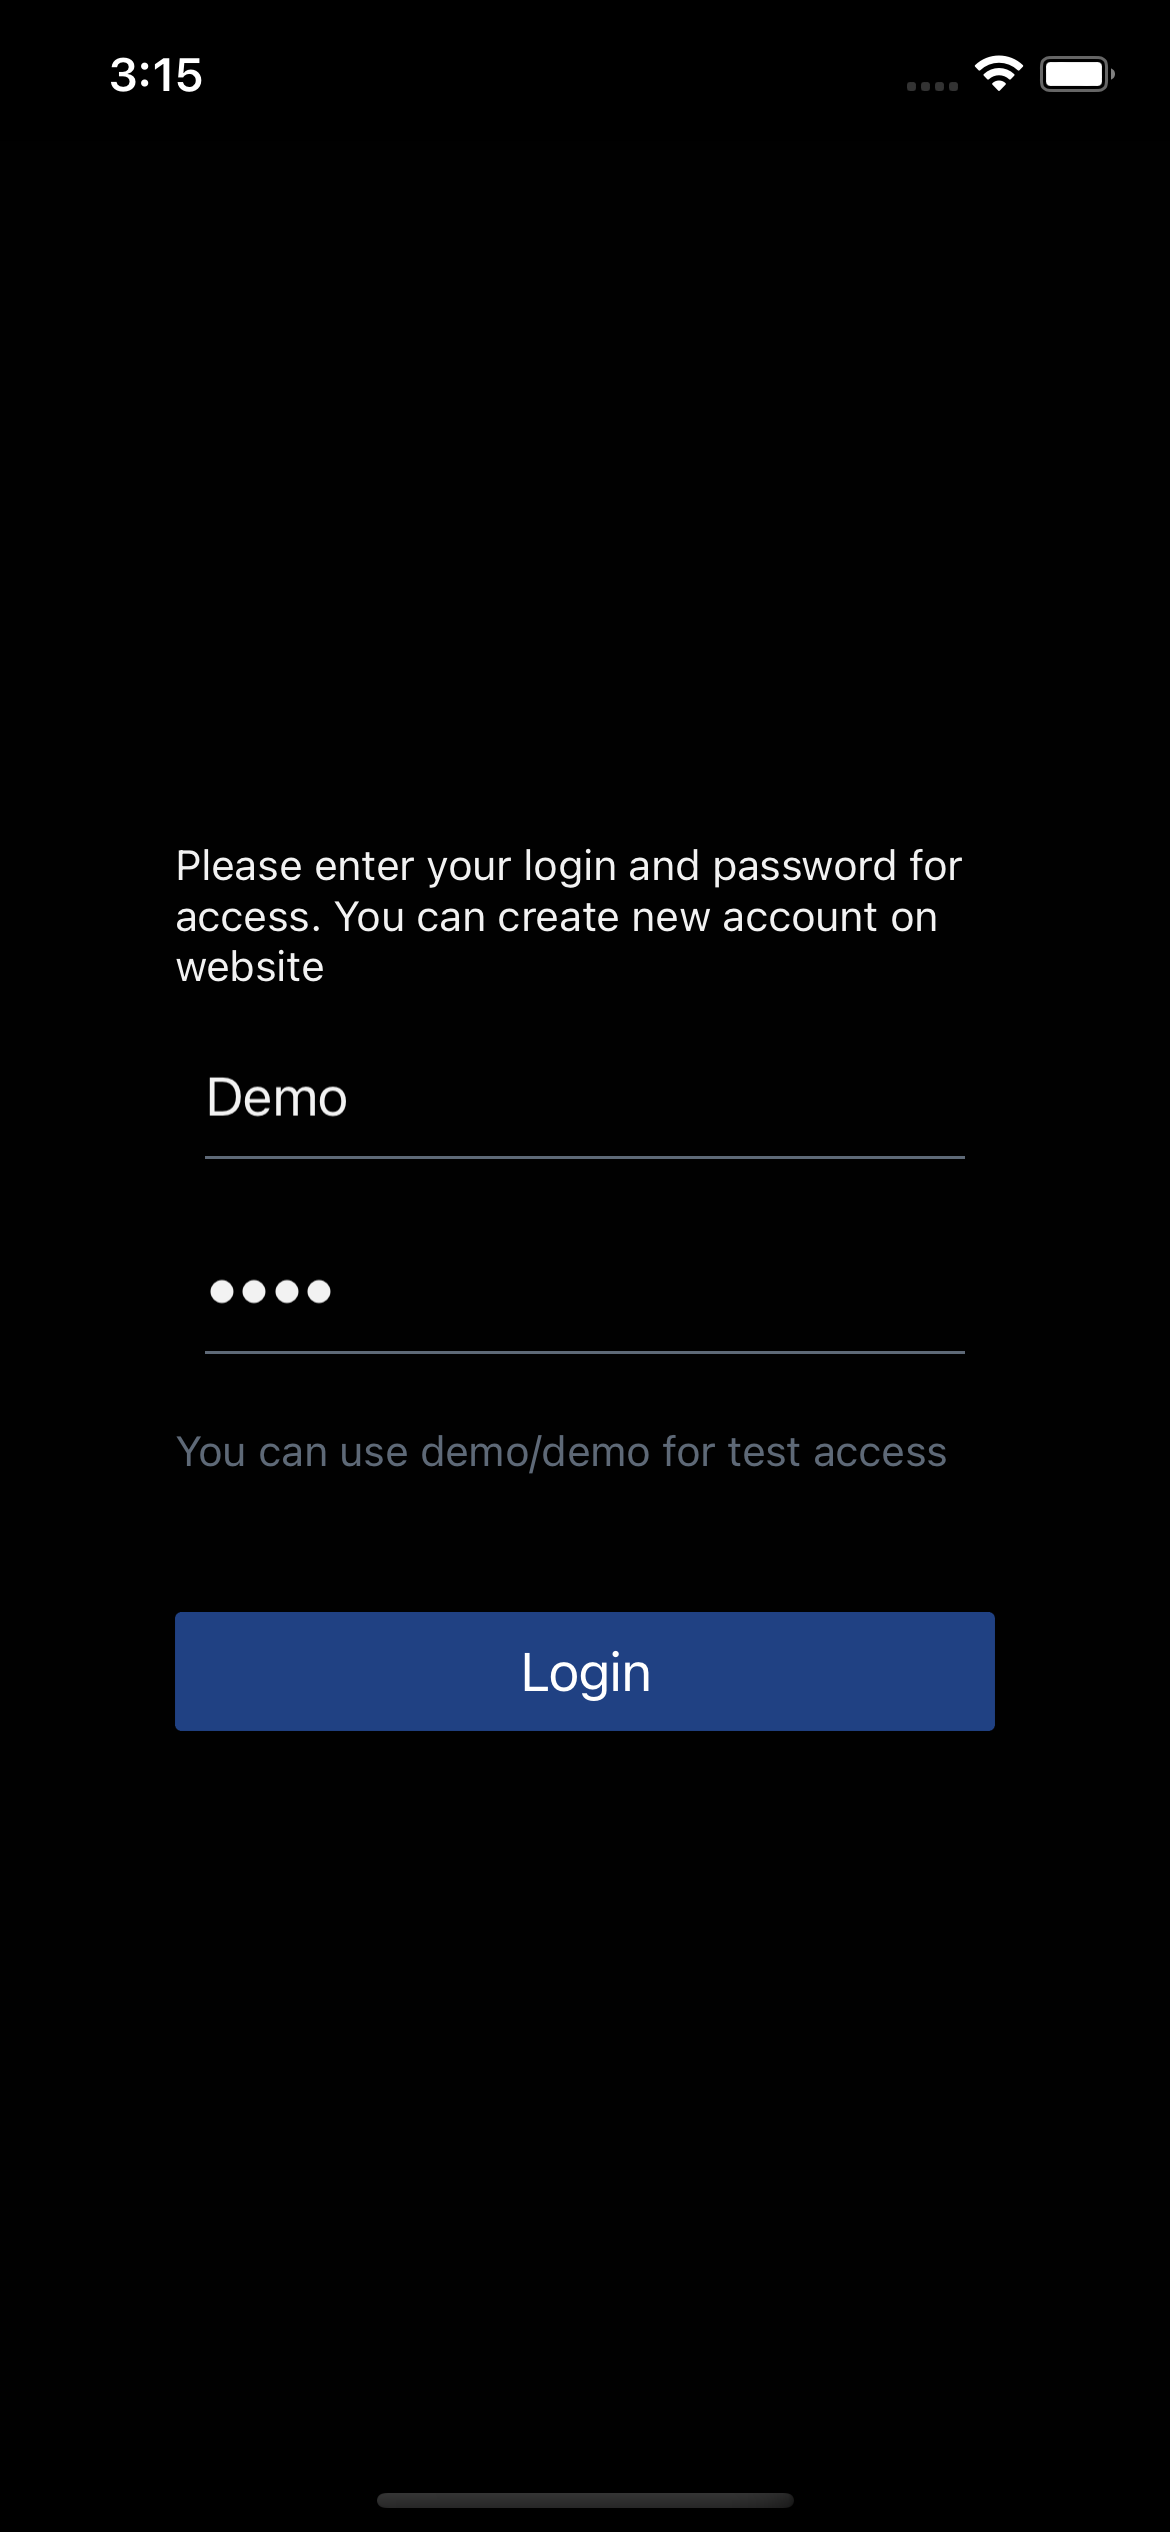 3:15
Please enter your login and password for
access. You can create new account on
website
Demo
••••
You can use demo/demo for test access
Login